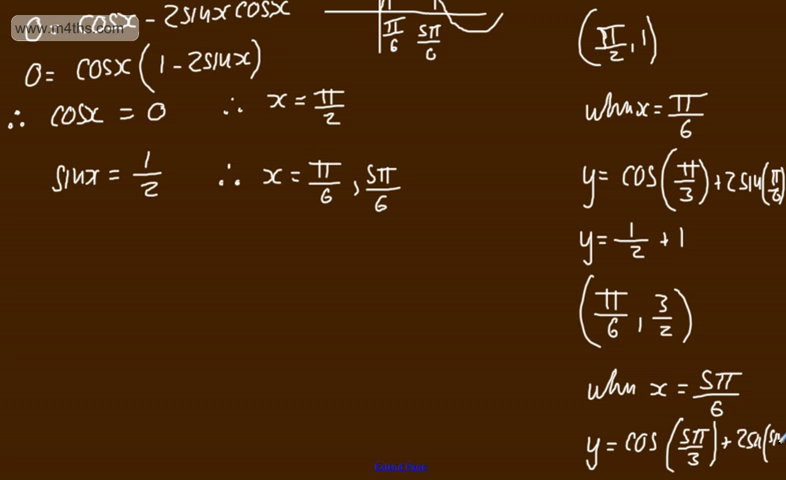 0 = cosx - 2sinxcosx
www.m4ths.com
0 = cosx(1 - 2sinx)
∴ cosx = 0 ∴ x = π/2
sinx = 1/2 ∴ x = π/6, 5π/6
π/6 5π/6
(π/2, 1)
when x = π/6
y = cos(π/3) + 2sin(π/6)
y = 1/2 + 1
(π/6, 3/2)
when x = 5π/6
y = cos(5π/3) + 2sin(5π